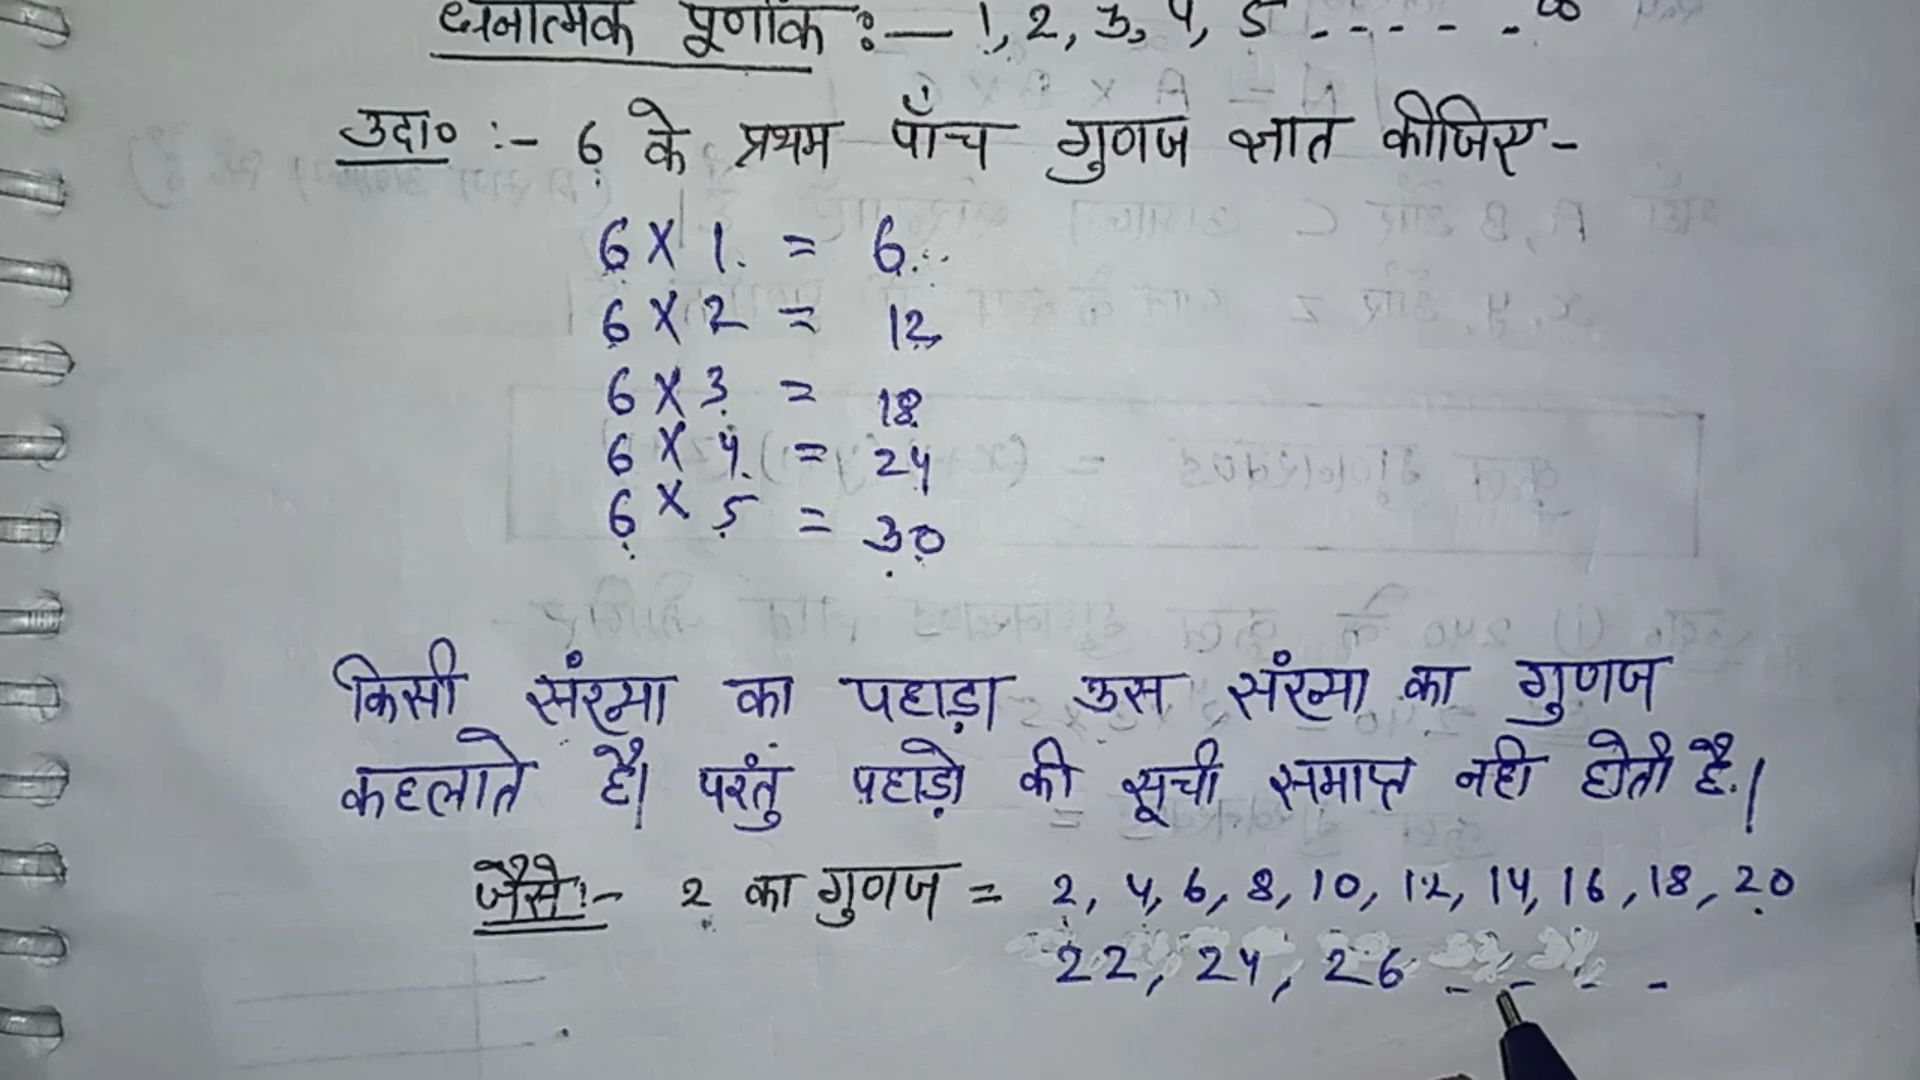 धनात्मक पूर्णांक :— 1, 2, 3, 4, 5 - - - - - ∞
उदा० :- 6 के प्रथम पाँच गुणज ज्ञात कीजिए -
6 × 1 = 6
6 × 2 = 12
6 × 3 = 18
6 × 4 = 24
6 × 5 = 30
किसी संख्या का पहाड़ा उस संख्या का गुणज
कहलाते है। परंतु पहाड़ो की सूची समाप्त नही होती है।
जैसे:- 2 का गुणज = 2, 4, 6, 8, 10, 12, 14, 16, 18, 20
22, 24, 26 - - - -